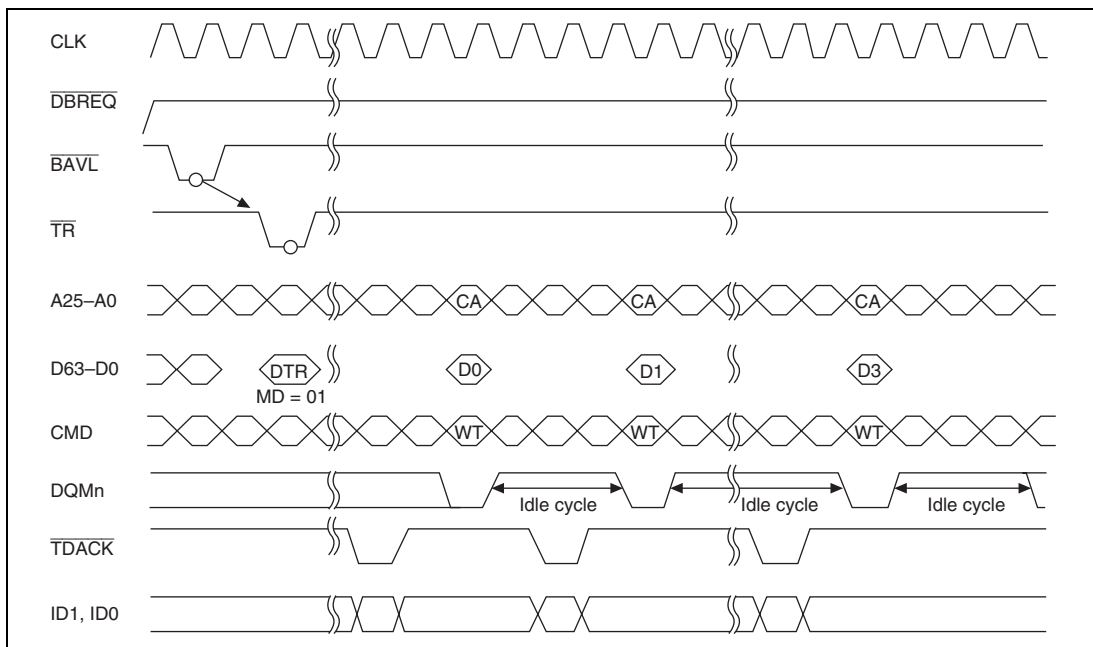 CLK
DBREQ
BAVL
TR
A25–A0 CA CA CA
D63–D0 DTR D0 D1 D3
MD = 01
CMD WT WT WT
DQMn
Idle cycle Idle cycle Idle cycle
TDACK
ID1, ID0